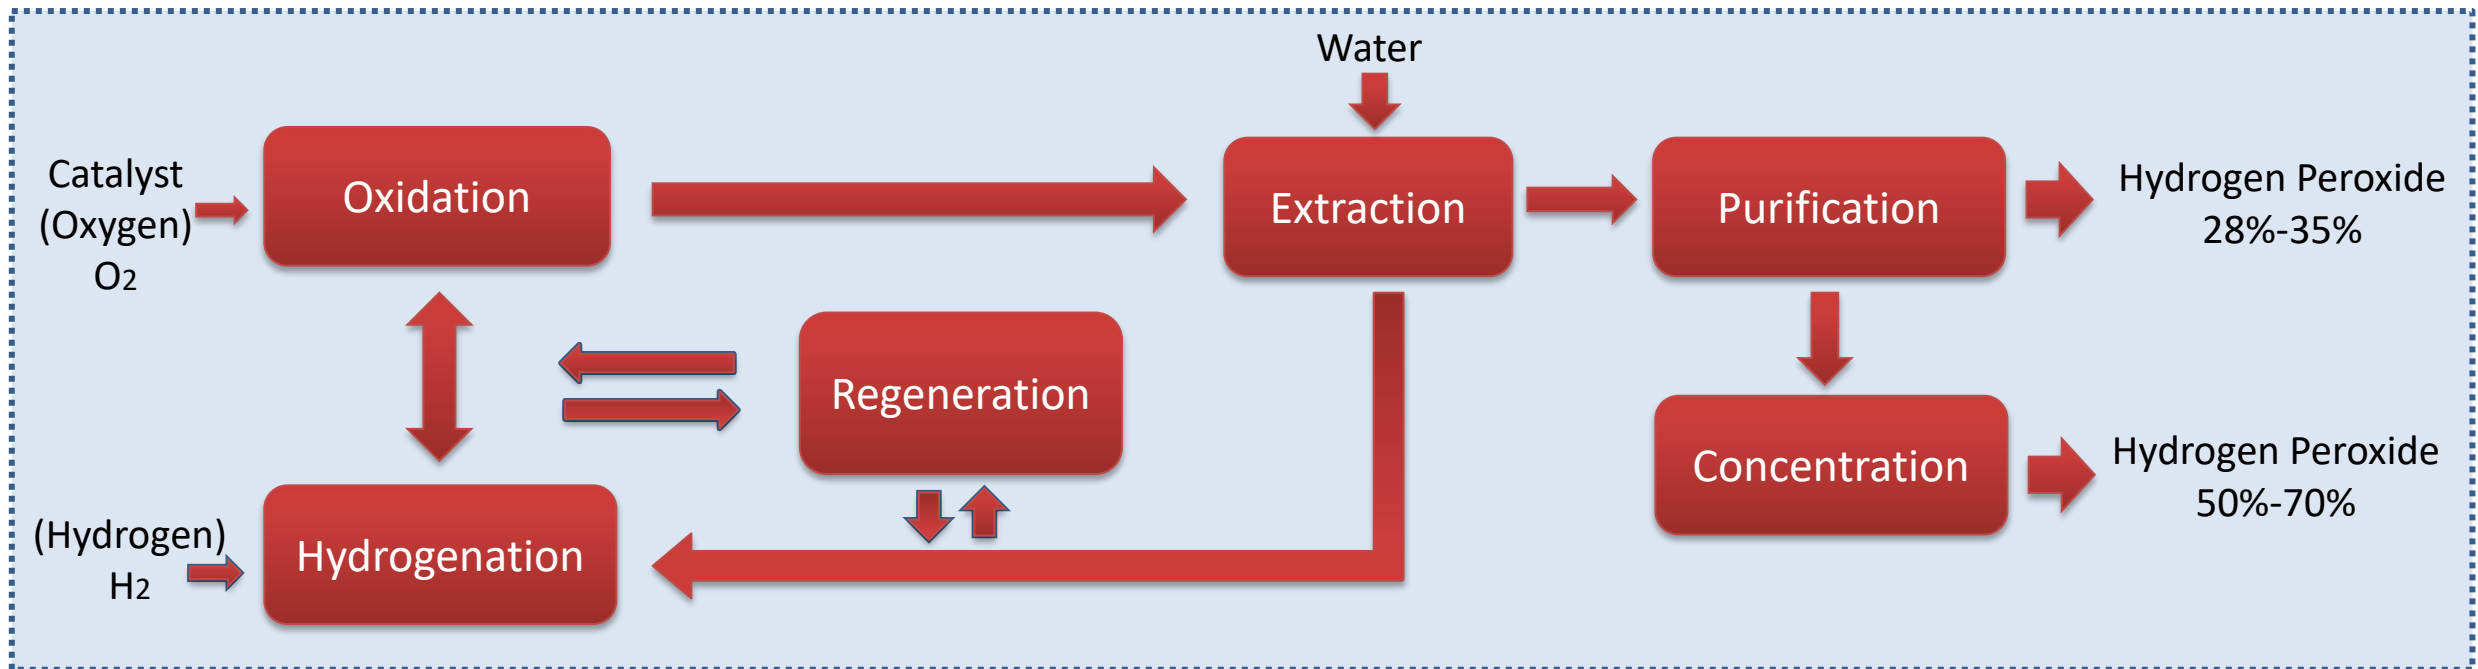 Water
Catalyst
(Oxygen)
O2
Oxidation
Extraction
Purification
Hydrogen Peroxide
28%-35%
Regeneration
(Hydrogen)
H2
Hydrogenation
Concentration
Hydrogen Peroxide
50%-70%